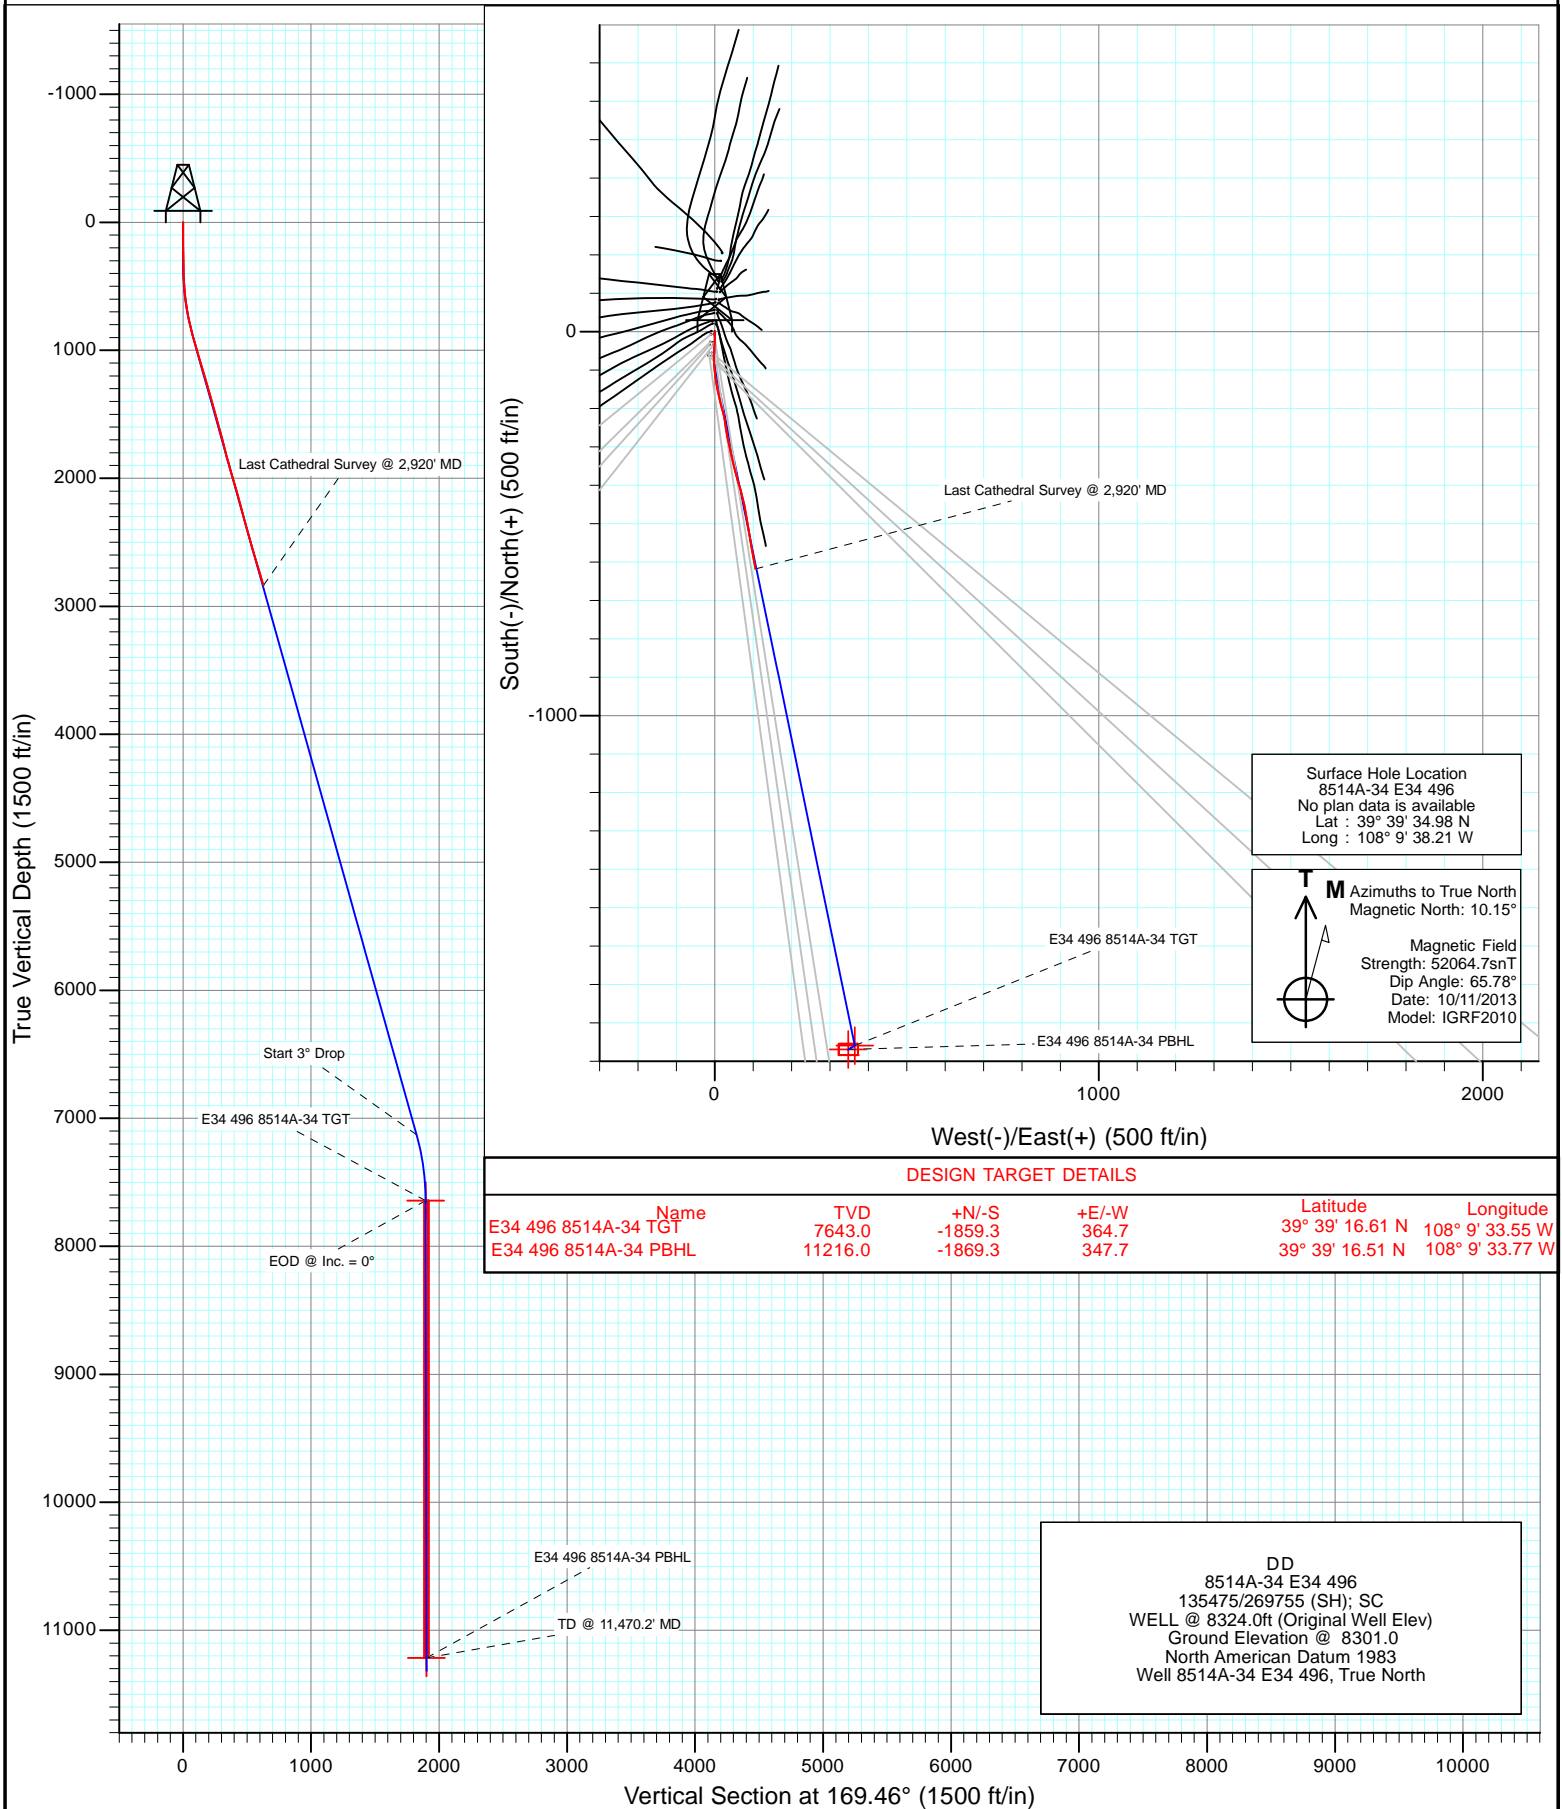 -1000
0
1000
2000
3000
4000
5000
6000
7000
8000
9000
10000
11000
True Vertical Depth (1500 ft/in)
Last Cathedral Survey @ 2,920' MD
Start 3° Drop
E34 496 8514A-34 TGT
EOD @ Inc. = 0°
E34 496 8514A-34 PBHL
TD @ 11,470.2' MD
0
1000
2000
3000
4000
5000
6000
7000
8000
9000
10000
Vertical Section at 169.46° (1500 ft/in)
South(-)/North(+) (500 ft/in)
0
-1000
Last Cathedral Survey @ 2,920' MD
E34 496 8514A-34 TGT
E34 496 8514A-34 PBHL
0
1000
2000
West(-)/East(+) (500 ft/in)
Surface Hole Location
8514A-34 E34 496
No plan data is available
Lat : 39° 39' 34.98 N
Long : 108° 9' 38.21 W
T
M
Azimuths to True North
Magnetic North: 10.15°
Magnetic Field
Strength: 52064.7snT
Dip Angle: 65.78°
Date: 10/11/2013
Model: IGRF2010
DESIGN TARGET DETAILS
Name TVD +N/-S +E/-W Latitude Longitude
E34 496 8514A-34 TGT 7643.0 -1859.3 364.7 39° 39' 16.61 N 108° 9' 33.55 W
E34 496 8514A-34 PBHL 11216.0 -1869.3 347.7 39° 39' 16.51 N 108° 9' 33.77 W
DD
8514A-34 E34 496
135475/269755 (SH); SC
WELL @ 8324.0ft (Original Well Elev)
Ground Elevation @ 8301.0
North American Datum 1983
Well 8514A-34 E34 496, True North